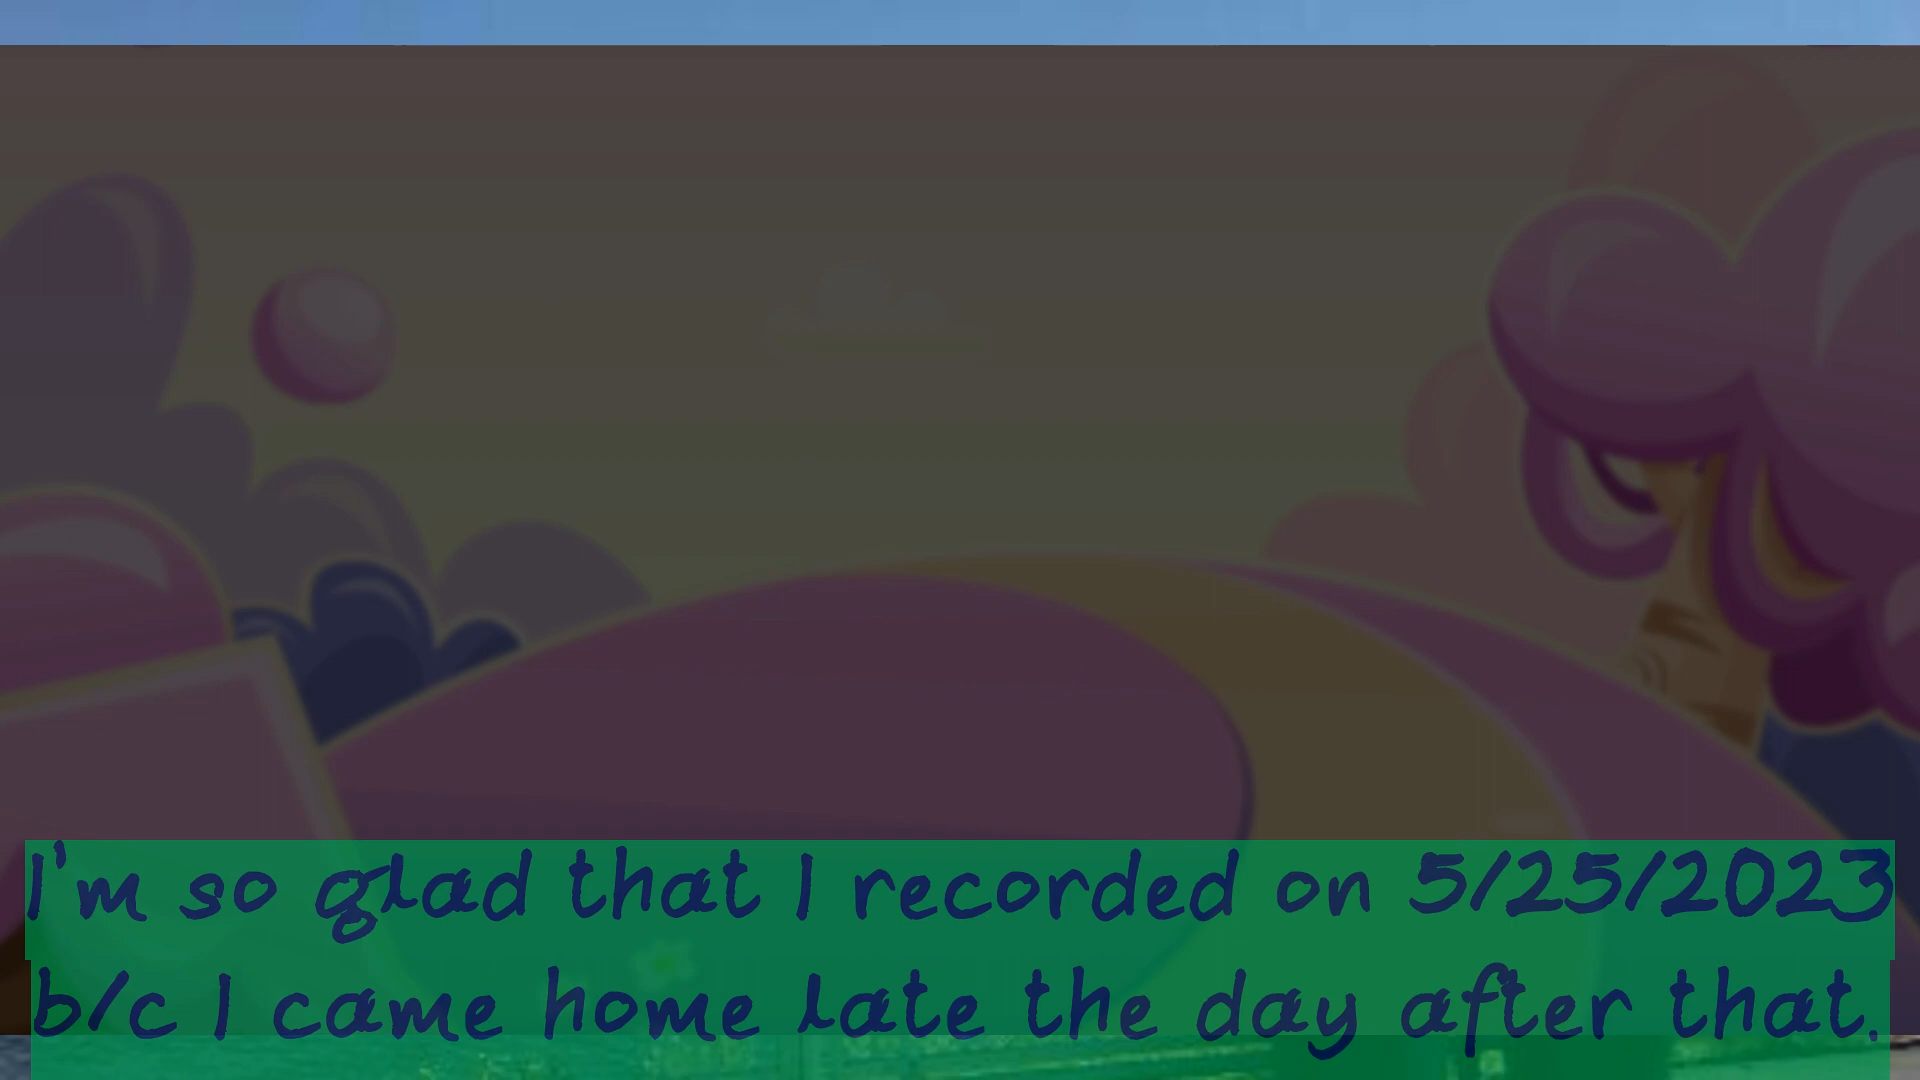 I'm so glad that I recorded on 5/25/2023
b/c I came home late the day after that.